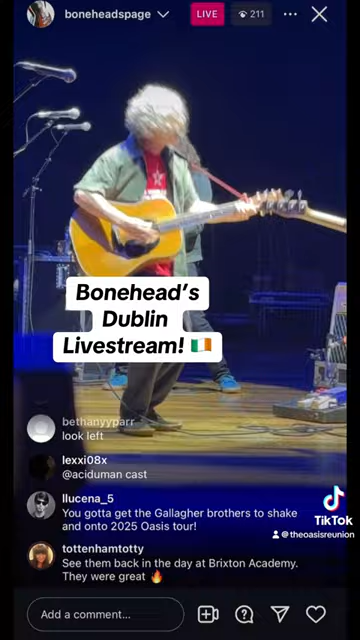 boneheadspage
LIVE
211
Bonehead's
Dublin
Livestream! 🇮🇪
bethanyyparr
look left
lexxi08x
@aciduman cast
llucena_5
You gotta get the Gallagher brothers to shake
and onto 2025 Oasis tour!
tottenhamtotty
See them back in the day at Brixton Academy.
They were great 🔥
TikTok
@theoasisreunion
Add a comment...